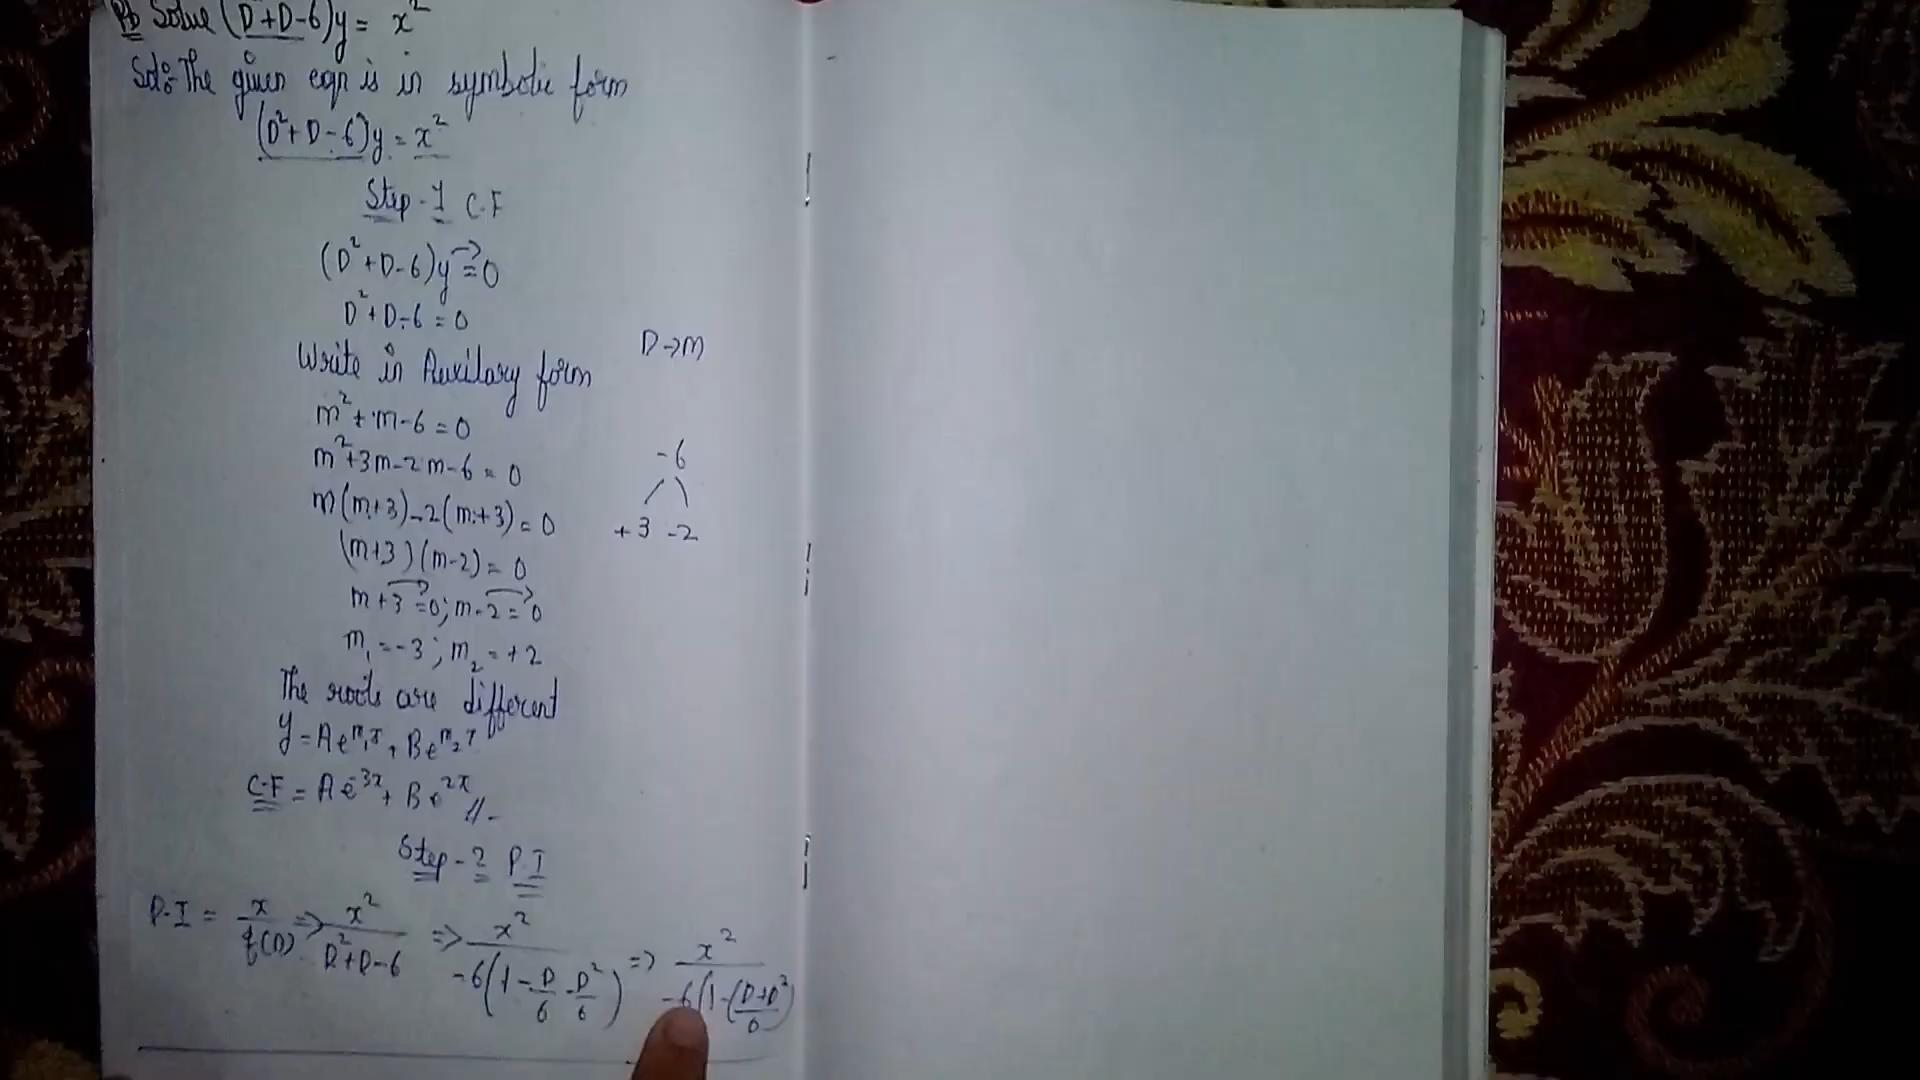 Pb Solve (D²+D-6)y = x²
Sol: The given eqn is in symbolic form
(D²+D-6)y = x²
Step-1 C.F
(D²+D-6)y = 0
D²+D-6 = 0
Write in Auxilary form D→m
m²+m-6 = 0
m²+3m-2m-6 = 0 -6
m(m+3)-2(m+3) = 0 +3 -2
(m+3)(m-2) = 0
m+3=0; m-2=0
m₁ = -3; m₂ = +2
The roots are different
y = Ae^m₁x + Be^m₂x
C.F = Ae^-3x + Be^2x //-
Step-2 P.I
P.I = x/f(D) => x²/D²+D-6 => x²/-6(1-D/6-D²/6) => x²/-6(1-(D+D²/6)